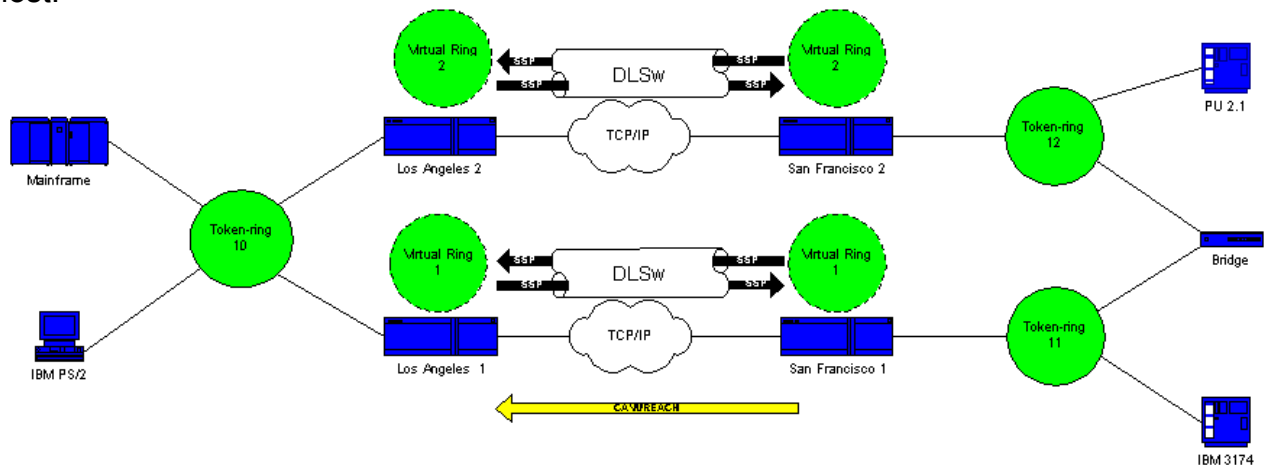 Virtual Ring
2
SSP
SSP
DLSw
SSP
SSP
Virtual Ring
2
PU 2.1
Mainframe
Los Angeles 2
TCP/IP
San Francisco 2
Token-ring
12
Token-ring
10
Virtual Ring
1
SSP
SSP
DLSw
SSP
SSP
Virtual Ring
1
Bridge
IBM PS/2
Los Angeles 1
TCP/IP
San Francisco 1
Token-ring
11
CANUREACH
IBM 3174